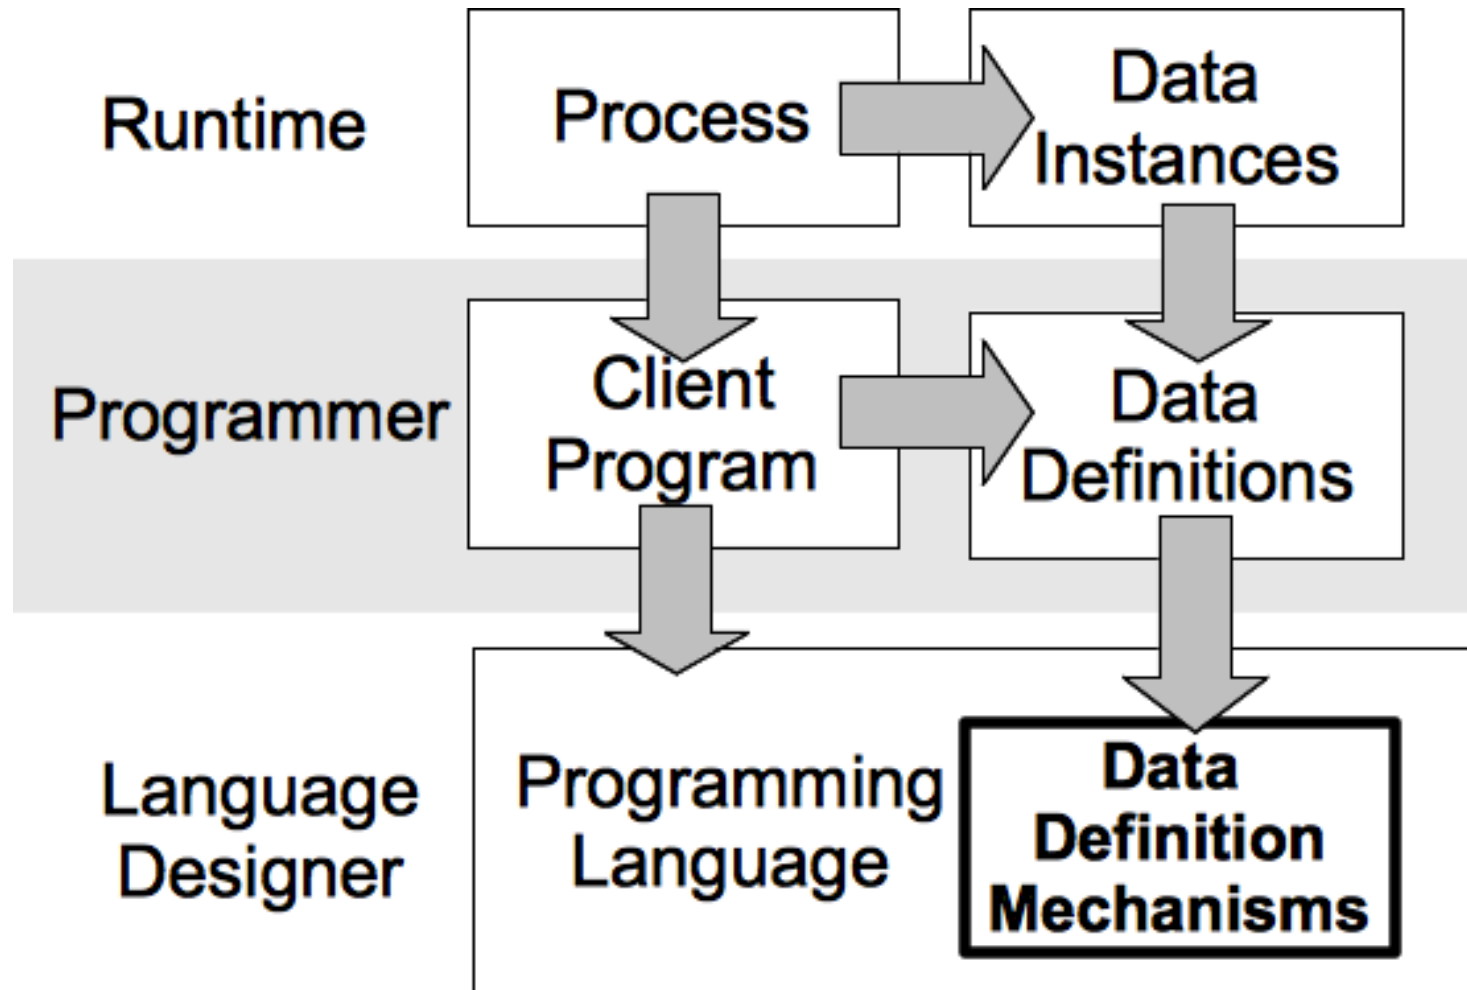 Runtime
Process
Data
Instances
Programmer
Client
Program
Data
Definitions
Language
Designer
Programming
Language
Data
Definition
Mechanisms